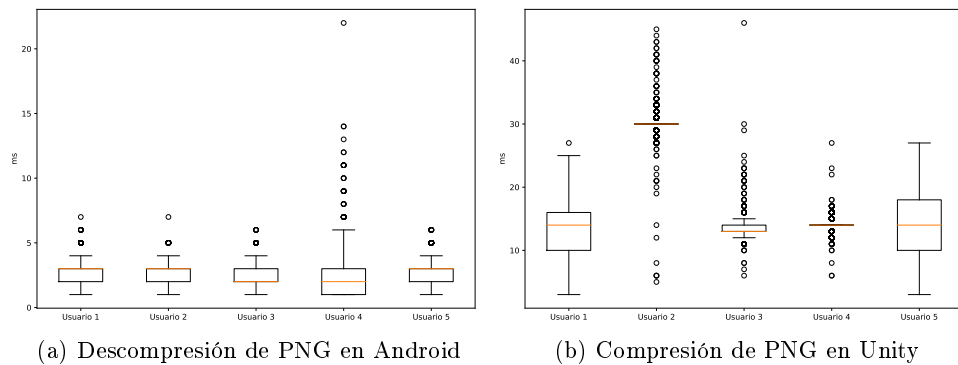 20
15
10
5
0
ms
Usuario 1 Usuario 2 Usuario 3 Usuario 4 Usuario 5
(a) Descompresión de PNG en Android
40
30
20
10
ms
Usuario 1 Usuario 2 Usuario 3 Usuario 4 Usuario 5
(b) Compresión de PNG en Unity